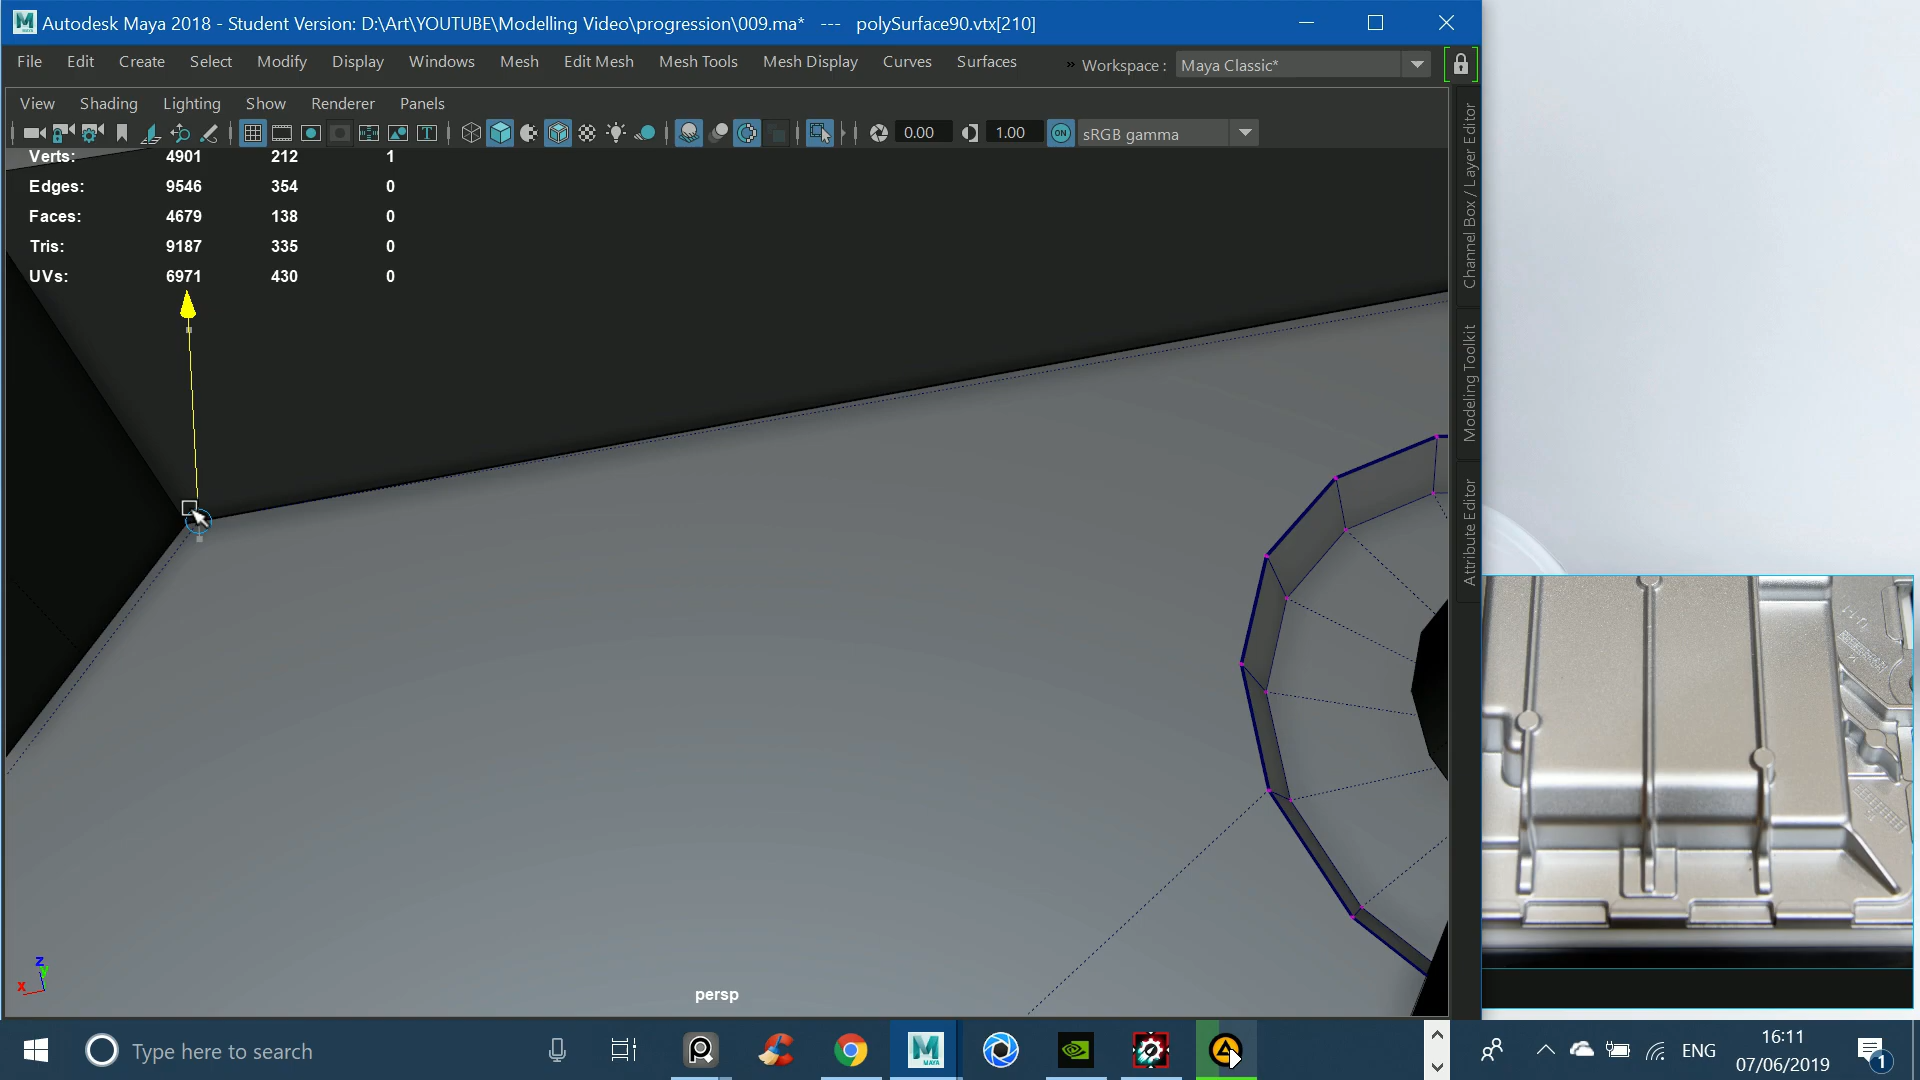 Autodesk Maya 2018 - Student Version: D:\Art\YOUTUBE\Modelling Video\progression\009.ma*   ---   polySurface90.vtx[210]
File Edit Create Select Modify Display Windows Mesh Edit Mesh Mesh Tools Mesh Display Curves Surfaces » Workspace : Maya Classic*
View Shading Lighting Show Renderer Panels
0.00 1.00 ON sRGB gamma
Verts: 4901 212 1
Edges: 9546 354 0
Faces: 4679 138 0
Tris: 9187 335 0
UVs: 6971 430 0
Channel Box / Layer Editor
Modeling Toolkit
Attribute Editor
z
y
x
persp
Type here to search
MAYA
ENG
16:11
07/06/2019
1